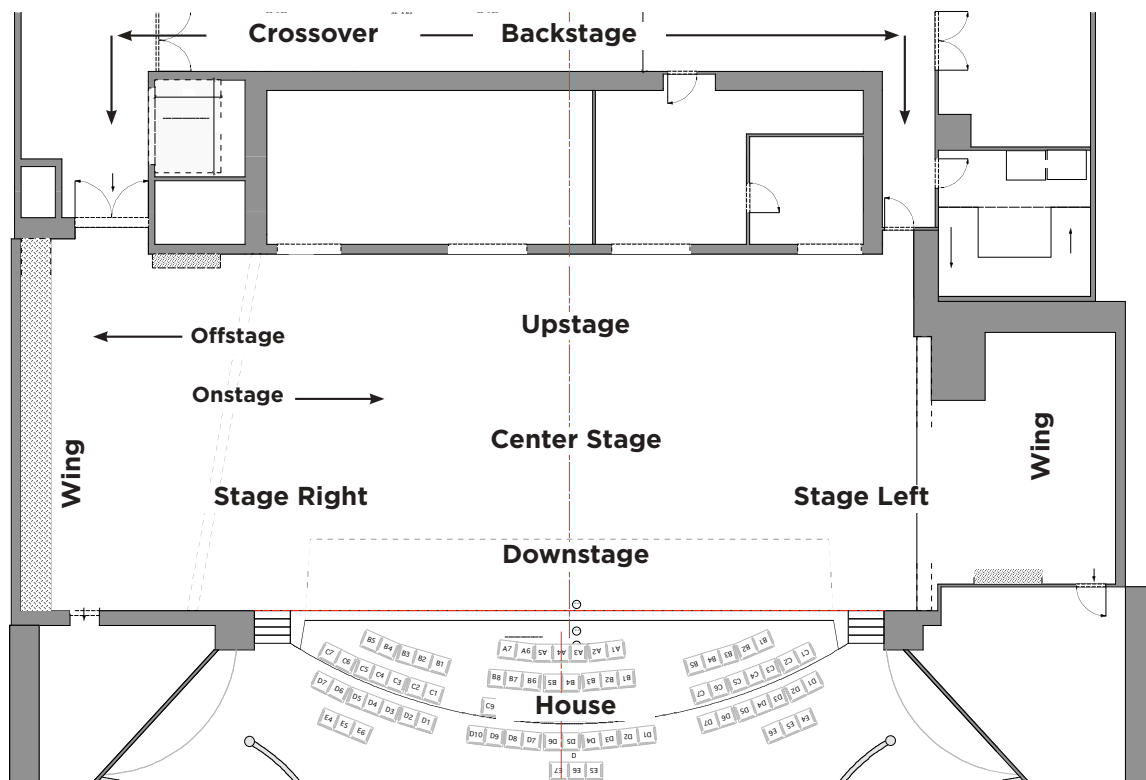 Crossover
Backstage
Offstage
Upstage
Onstage
Center Stage
Wing
Wing
Stage Right
Stage Left
Downstage
B5 B4 B3 B2 B1
A7 A6 A5 A4 A3 A2 A1
B5 B4 B3 B2 B1
C7 C6 C5 C4 C3 C2 C1
B8 B7 B6 B5 B4 B3 B2 B1
C7 C6 C5 C4 C3 C2 C1
D7 D6 D5 D4 D3 D2 D1
C9
House
D7 D6 D5 D4 D3 D2 D1
E4 E5 E6
D10 D9 D8 D7 D6 D5 D4 D3 D2 D1
E6 E5 E4
D
E7 E6 E5